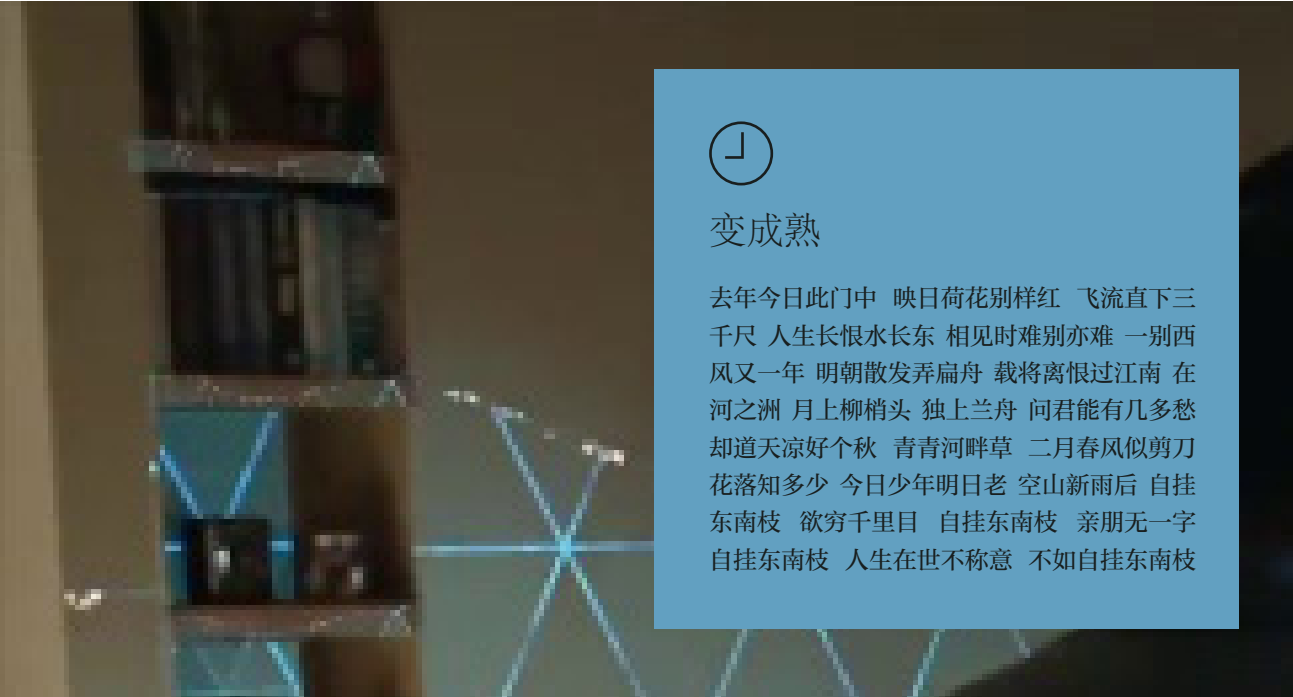 变成熟
去年今日此门中 映日荷花别样红 飞流直下三
千尺 人生长恨水长东 相见时难别亦难 一别西
风又一年 明朝散发弄扁舟 载将离恨过江南 在
河之洲 月上柳梢头 独上兰舟 问君能有几多愁
却道天凉好个秋 青青河畔草 二月春风似剪刀
花落知多少 今日少年明日老 空山新雨后 自挂
东南枝 欲穷千里目 自挂东南枝 亲朋无一字
自挂东南枝 人生在世不称意 不如自挂东南枝